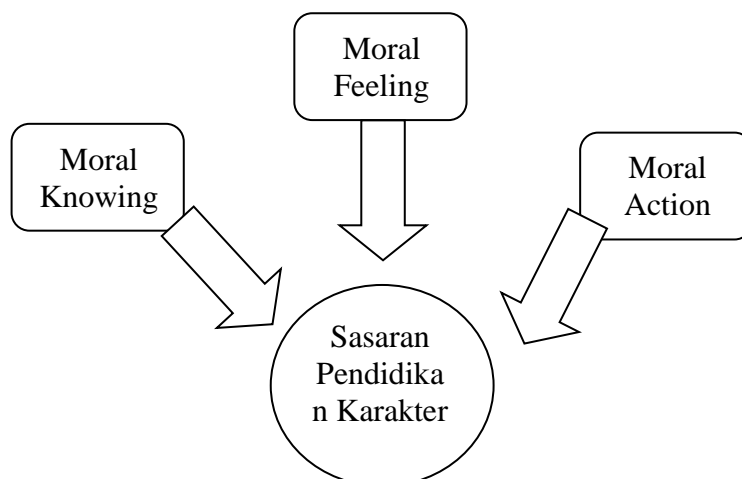 Moral
Feeling
Moral
Knowing
Moral
Action
Sasaran
Pendidika
n Karakter